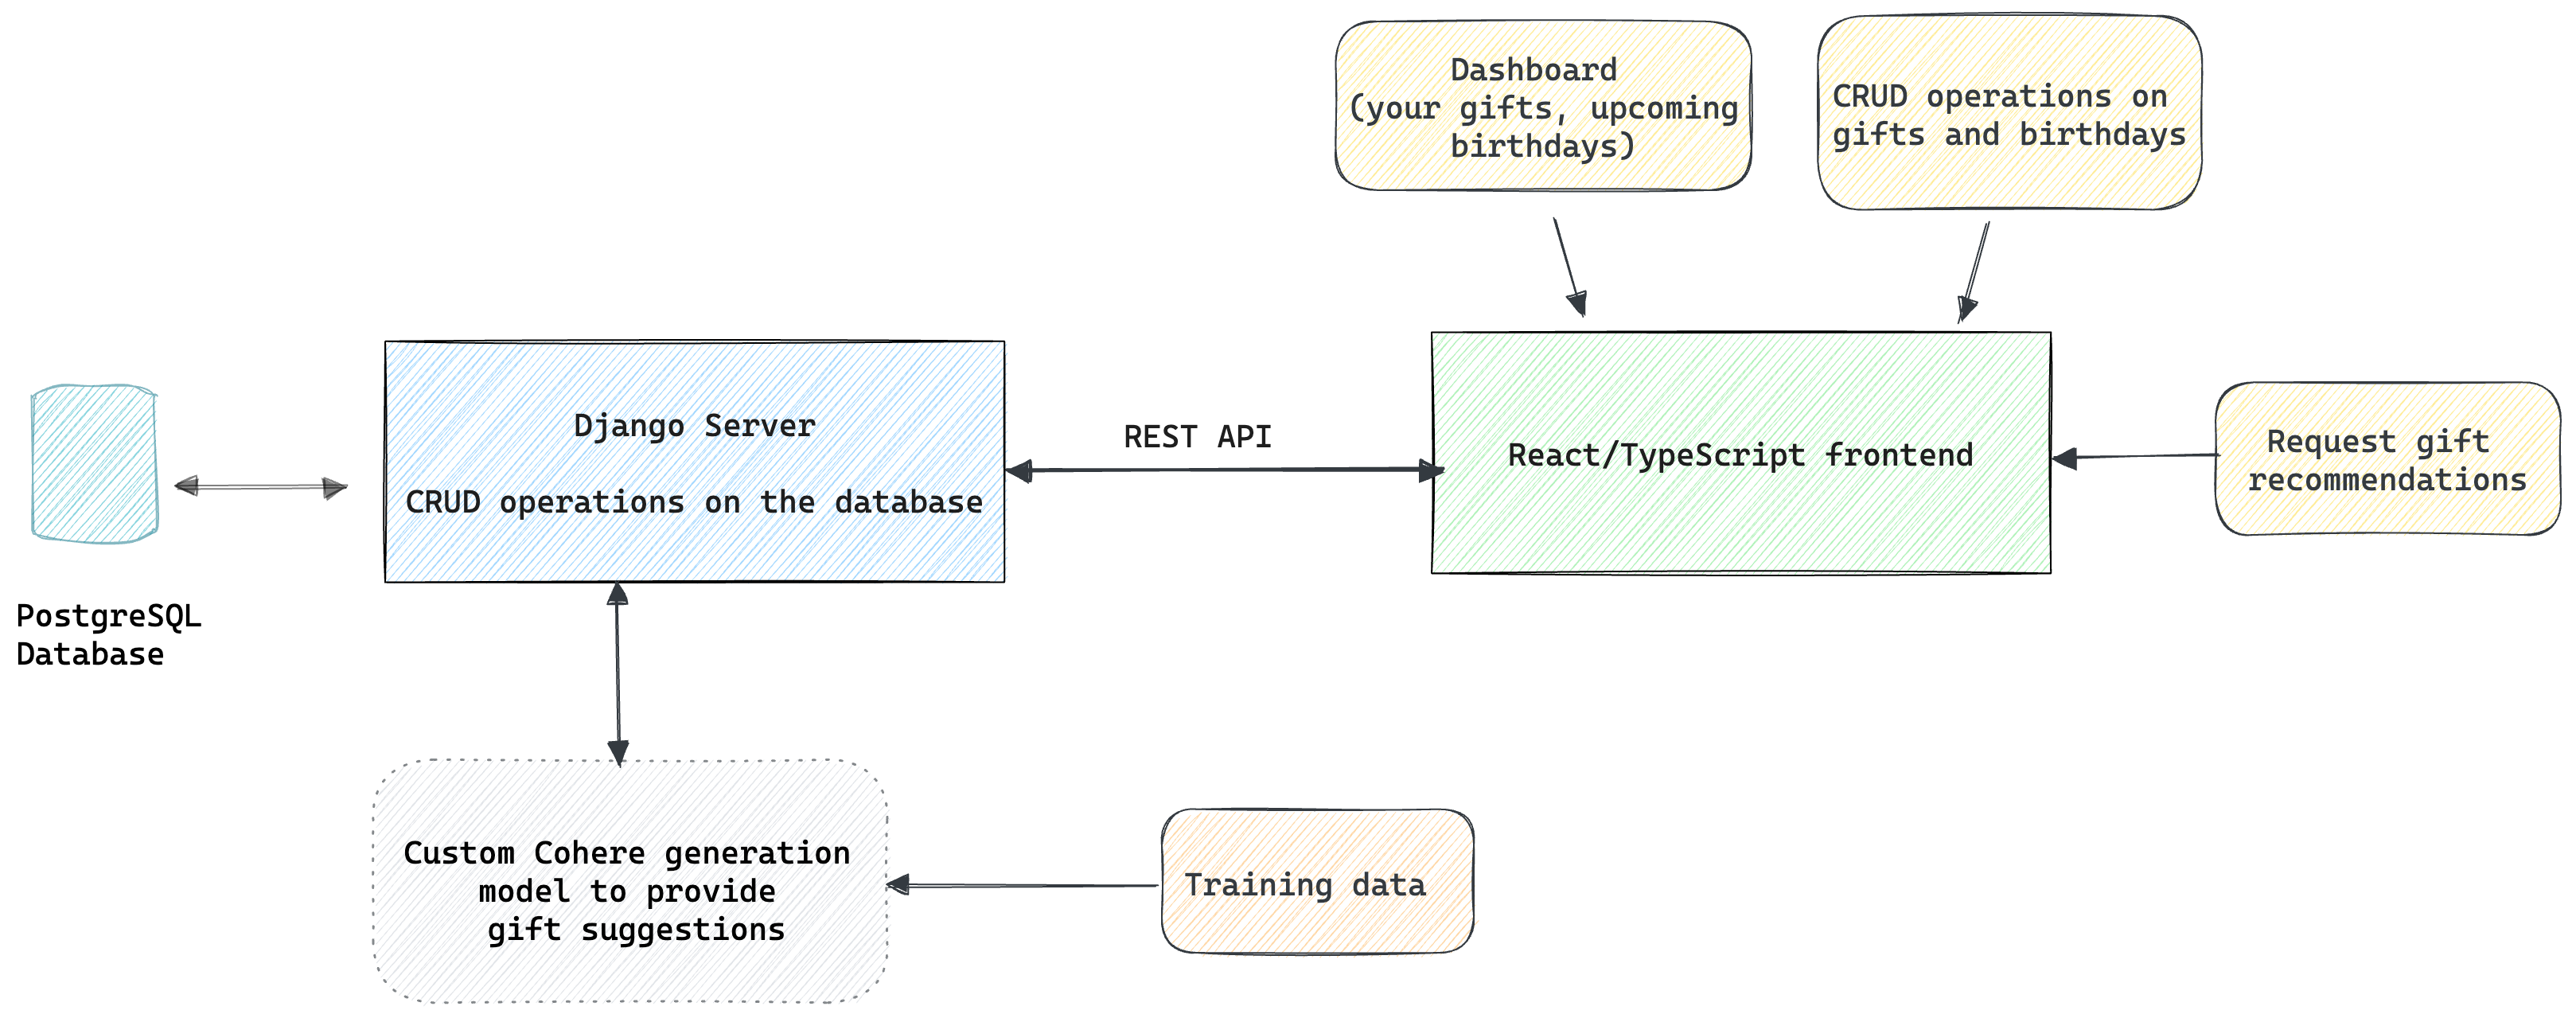 Dashboard
(your gifts, upcoming
birthdays)
CRUD operations on
gifts and birthdays
Django Server
CRUD operations on the database
REST API
React/TypeScript frontend
Request gift
recommendations
PostgreSQL
Database
Custom Cohere generation
model to provide
gift suggestions
Training data